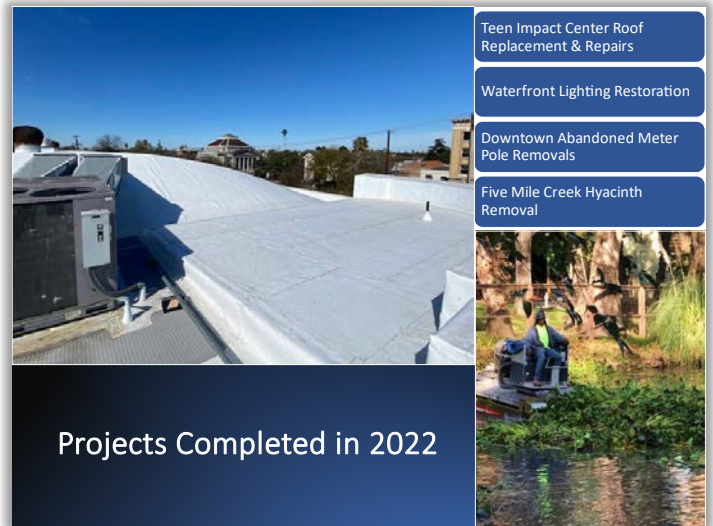 Teen Impact Center Roof
Replacement & Repairs
Waterfront Lighting Restoration
Downtown Abandoned Meter
Pole Removals
Five Mile Creek Hyacinth
Removal
Projects Completed in 2022